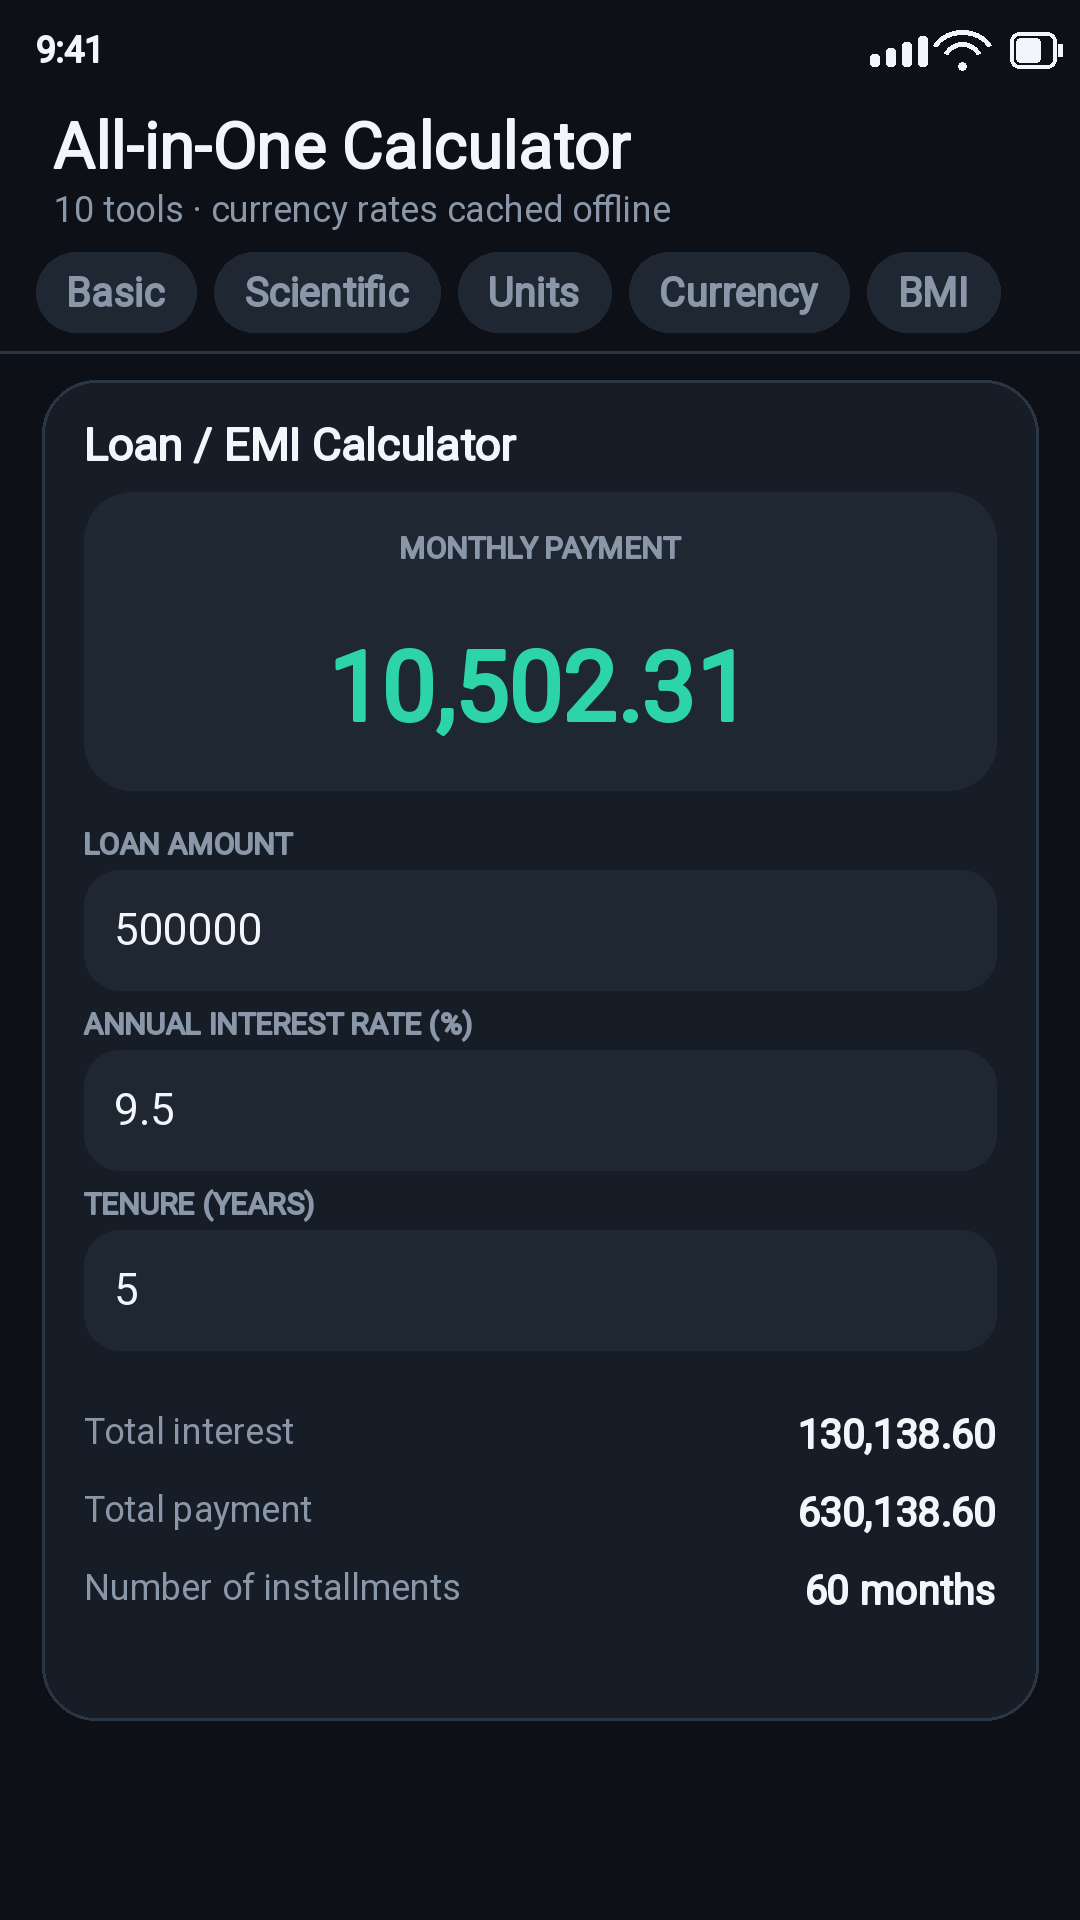 9:41
All-in-One Calculator
10 tools · currency rates cached offline
Basic Scientific Units Currency BMI
Loan / EMI Calculator
MONTHLY PAYMENT
10,502.31
LOAN AMOUNT
500000
ANNUAL INTEREST RATE (%)
9.5
TENURE (YEARS)
5
Total interest 130,138.60
Total payment 630,138.60
Number of installments 60 months